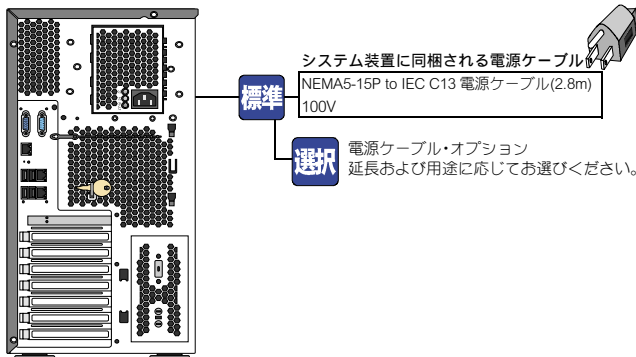 システム装置に同梱される電源ケーブル
標準
NEMA5-15P to IEC C13 電源ケーブル(2.8m)
100V
選択
電源ケーブル・オプション
延長および用途に応じてお選びください。